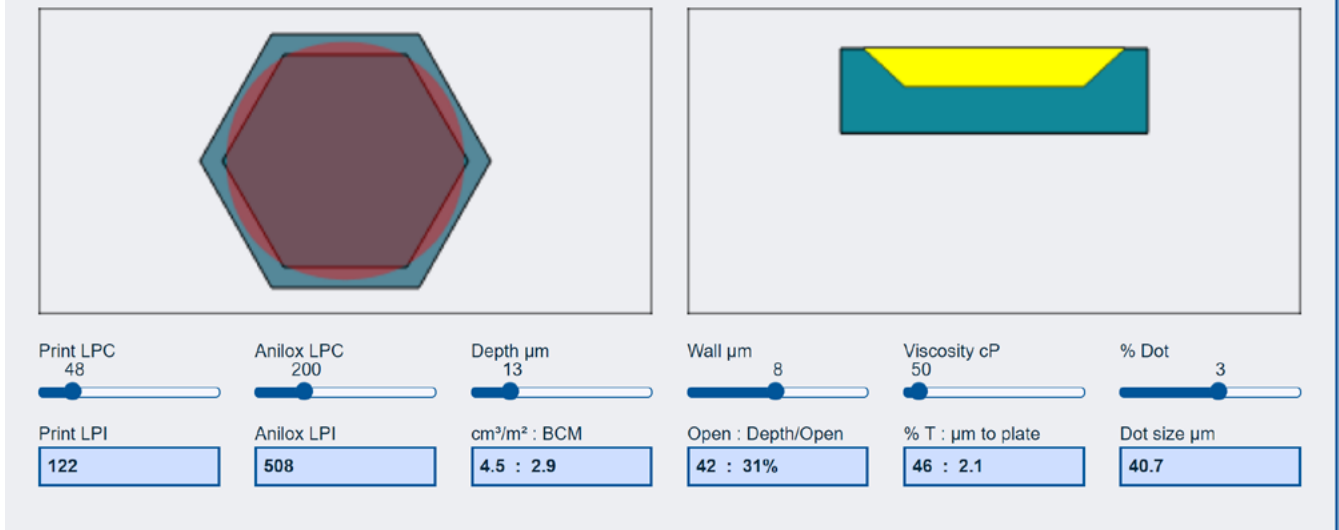 Print LPC Anilox LPC Depth µm Wall µm Viscosity cP % Dot
48 200 13 8 50 3
Print LPI Anilox LPI cm³/m² : BCM Open : Depth/Open % T : µm to plate Dot size µm
122 508 4.5 : 2.9 42 : 31% 46 : 2.1 40.7